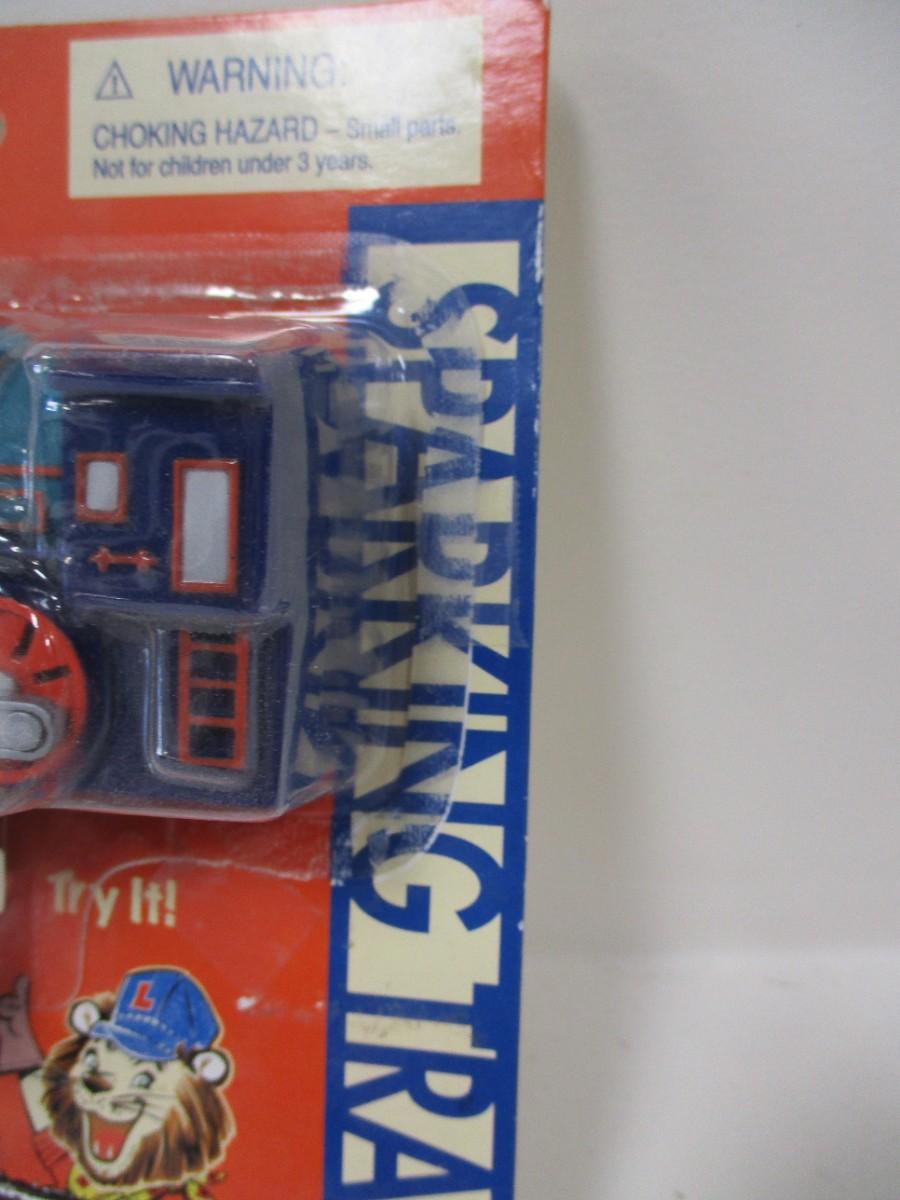 WARNING:
CHOKING HAZARD – Small parts.
Not for children under 3 years.
SPARKING TRA
Try It!
L